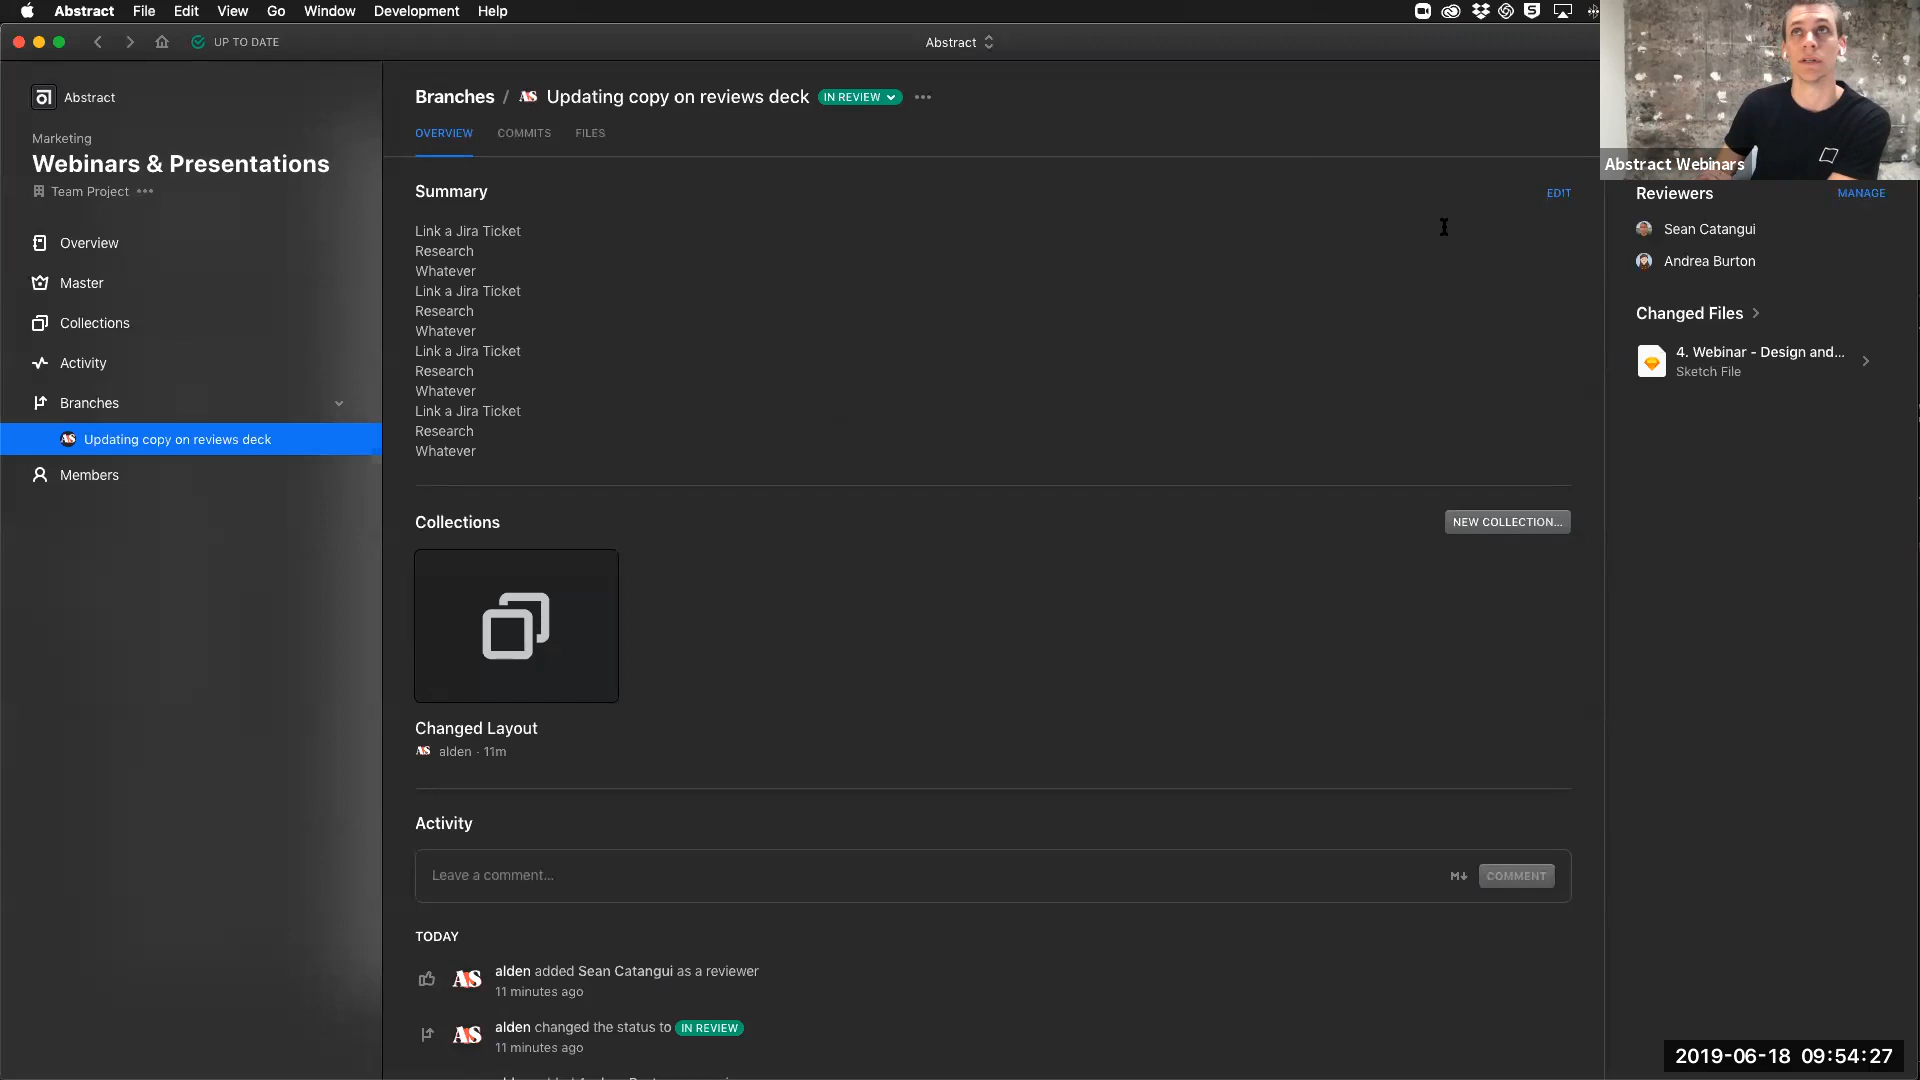 Abstract File Edit View Go Window Development Help
UP TO DATE
Abstract
Abstract
Marketing
Webinars & Presentations
Team Project
Overview
Master
Collections
Activity
Branches
Updating copy on reviews deck
Members
Branches / Updating copy on reviews deck IN REVIEW
OVERVIEW COMMITS FILES
Summary
EDIT
Link a Jira Ticket
Research
Whatever
Link a Jira Ticket
Research
Whatever
Link a Jira Ticket
Research
Whatever
Link a Jira Ticket
Research
Whatever
Collections
NEW COLLECTION...
Changed Layout
AS alden · 11m
Activity
Leave a comment...
M↓ COMMENT
TODAY
AS alden added Sean Catangui as a reviewer
11 minutes ago
AS alden changed the status to IN REVIEW
11 minutes ago
Abstract Webinars
Reviewers
MANAGE
Sean Catangui
Andrea Burton
Changed Files >
4. Webinar - Design and...
Sketch File
2019-06-18 09:54:27